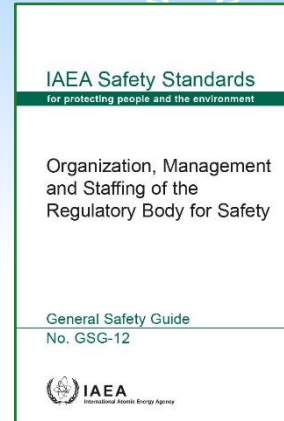 IAEA Safety Standards
for protecting people and the environment
Organization, Management
and Staffing of the
Regulatory Body for Safety
General Safety Guide
No. GSG-12
IAEA
International Atomic Energy Agency